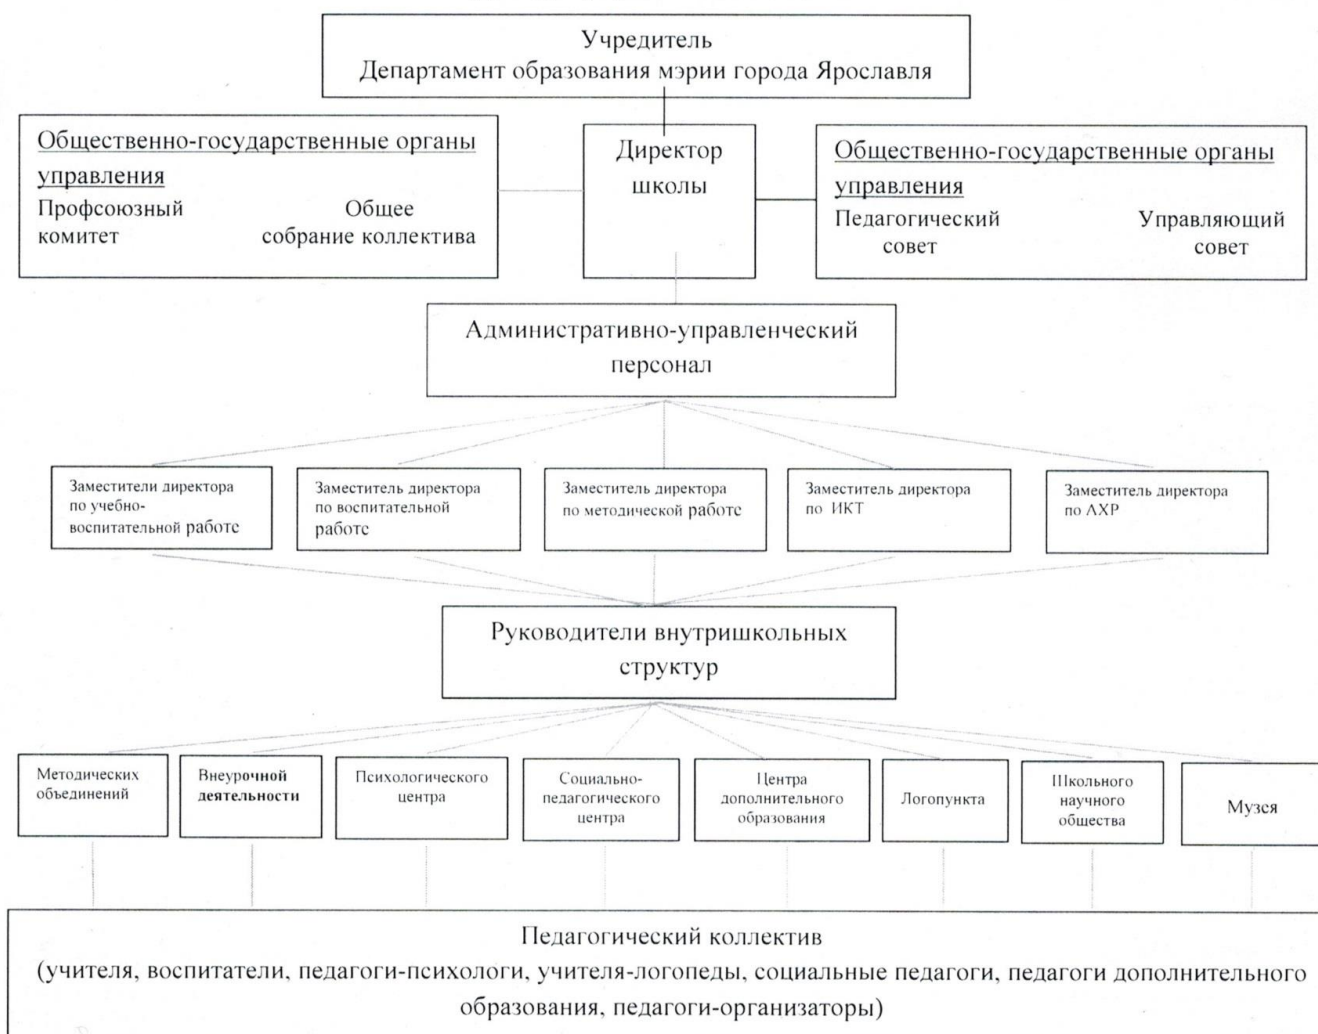 Учредитель
Департамент образования мэрии города Ярославля
Общественно-государственные органы
управления
Профсоюзный Общее
комитет собрание коллектива
Директор
школы
Общественно-государственные органы
управления
Педагогический Управляющий
совет совет
Административно-управленческий
персонал
Заместители директора
по учебно-
воспитательной работе
Заместитель директора
по воспитательной
работе
Заместитель директора
по методической работе
Заместитель директора
по ИКТ
Заместитель директора
по АХР
Руководители внутришкольных
структур
Методических
объединений
Внеурочной
деятельности
Психологического
центра
Социально-
педагогического
центра
Центра
дополнительного
образования
Логопункта
Школьного
научного
общества
Музея
Педагогический коллектив
(учителя, воспитатели, педагоги-психологи, учителя-логопеды, социальные педагоги, педагоги дополнительного
образования, педагоги-организаторы)